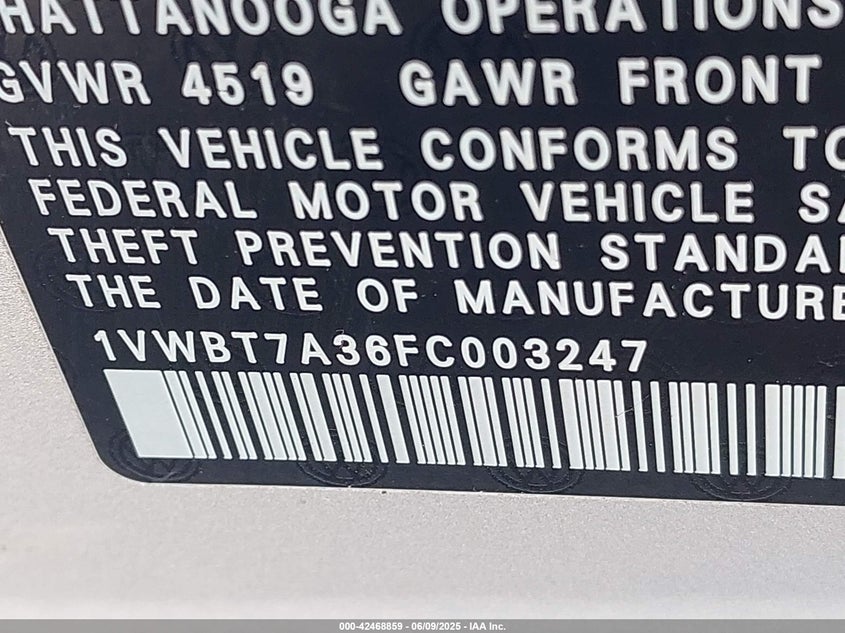 HATTANOOGA OPERATIONS
GVWR 4519 GAWR FRONT
THIS VEHICLE CONFORMS TO
FEDERAL MOTOR VEHICLE SA
THEFT PREVENTION STANDA
THE DATE OF MANUFACTURE
1VWBT7A36FC003247
000-42468859 - 06/09/2025 - IAA Inc.